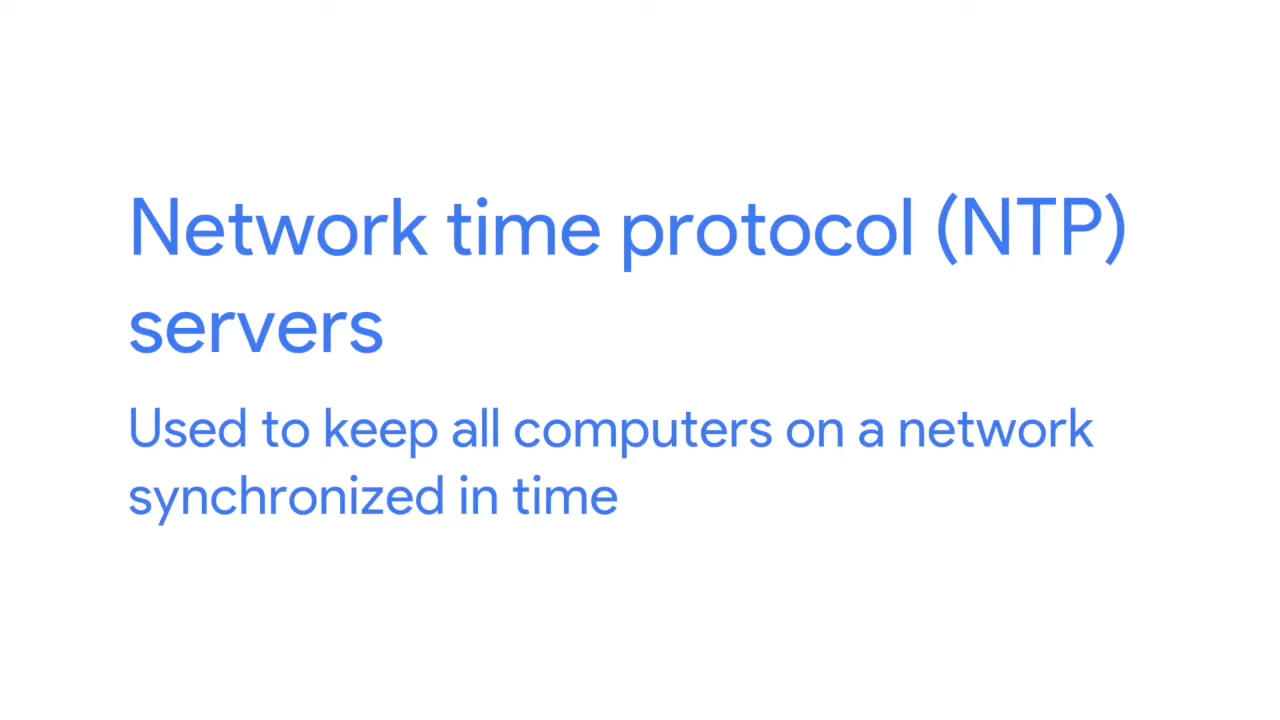 Network time protocol (NTP)
servers
Used to keep all computers on a network
synchronized in time